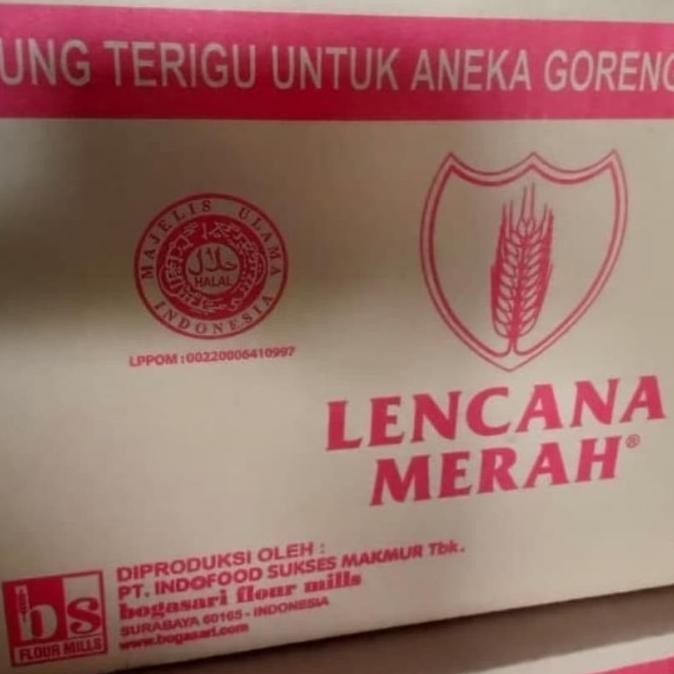 UNG TERIGU UNTUK ANEKA GORENG
MAJELIS ULAMA
حلال
HALAL
INDONESIA
LPPOM : 00220006410997
LENCANA
MERAH®
DIPRODUKSI OLEH :
PT. INDOFOOD SUKSES MAKMUR Tbk.
bogasari flour mills
SURABAYA 60165 - INDONESIA
www.bogasari.com
bs
FLOUR MILLS